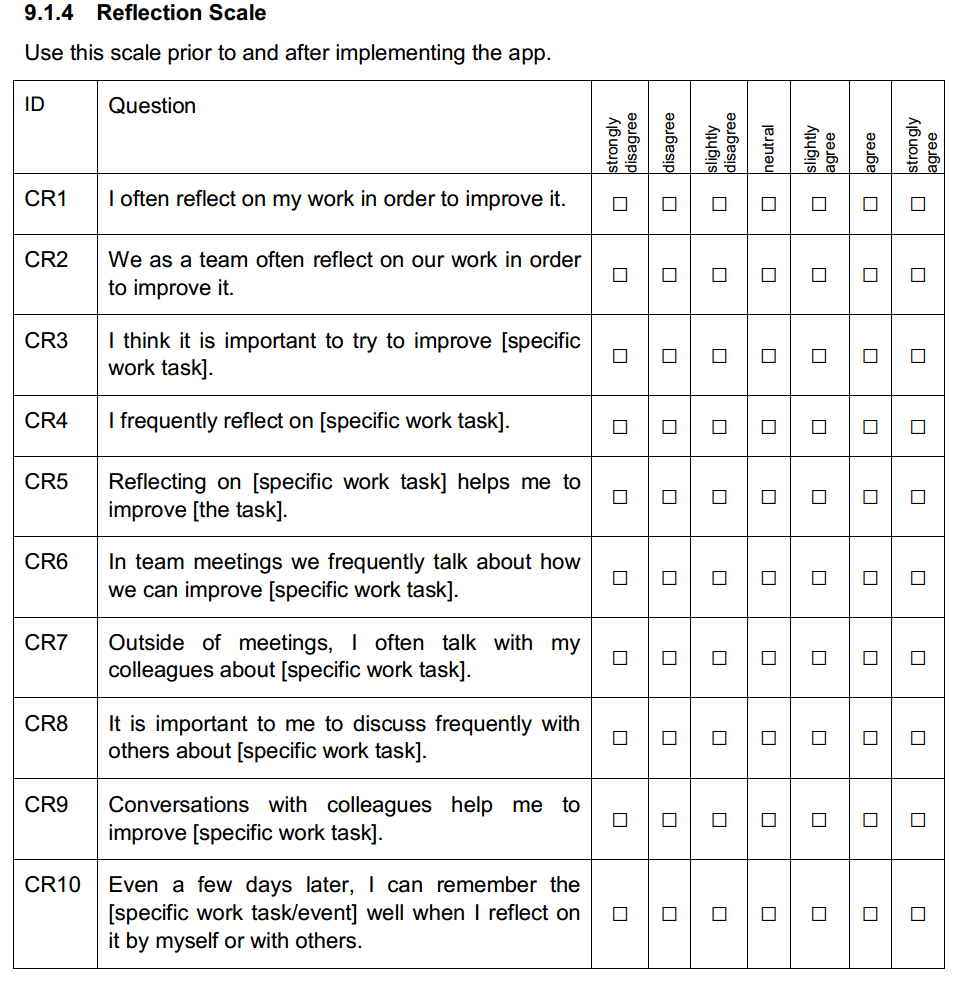 9.1.4 Reflection Scale
Use this scale prior to and after implementing the app.
ID
Question
strongly
disagree
disagree
slightly
disagree
neutral
slightly
agree
agree
strongly
agree
CR1
I often reflect on my work in order to improve it.
☐ ☐ ☐ ☐ ☐ ☐ ☐
CR2
We as a team often reflect on our work in order
to improve it.
☐ ☐ ☐ ☐ ☐ ☐ ☐
CR3
I think it is important to try to improve [specific
work task].
☐ ☐ ☐ ☐ ☐ ☐ ☐
CR4
I frequently reflect on [specific work task].
☐ ☐ ☐ ☐ ☐ ☐ ☐
CR5
Reflecting on [specific work task] helps me to
improve [the task].
☐ ☐ ☐ ☐ ☐ ☐ ☐
CR6
In team meetings we frequently talk about how
we can improve [specific work task].
☐ ☐ ☐ ☐ ☐ ☐ ☐
CR7
Outside of meetings, I often talk with my
colleagues about [specific work task].
☐ ☐ ☐ ☐ ☐ ☐ ☐
CR8
It is important to me to discuss frequently with
others about [specific work task].
☐ ☐ ☐ ☐ ☐ ☐ ☐
CR9
Conversations with colleagues help me to
improve [specific work task].
☐ ☐ ☐ ☐ ☐ ☐ ☐
CR10
Even a few days later, I can remember the
[specific work task/event] well when I reflect on
it by myself or with others.
☐ ☐ ☐ ☐ ☐ ☐ ☐